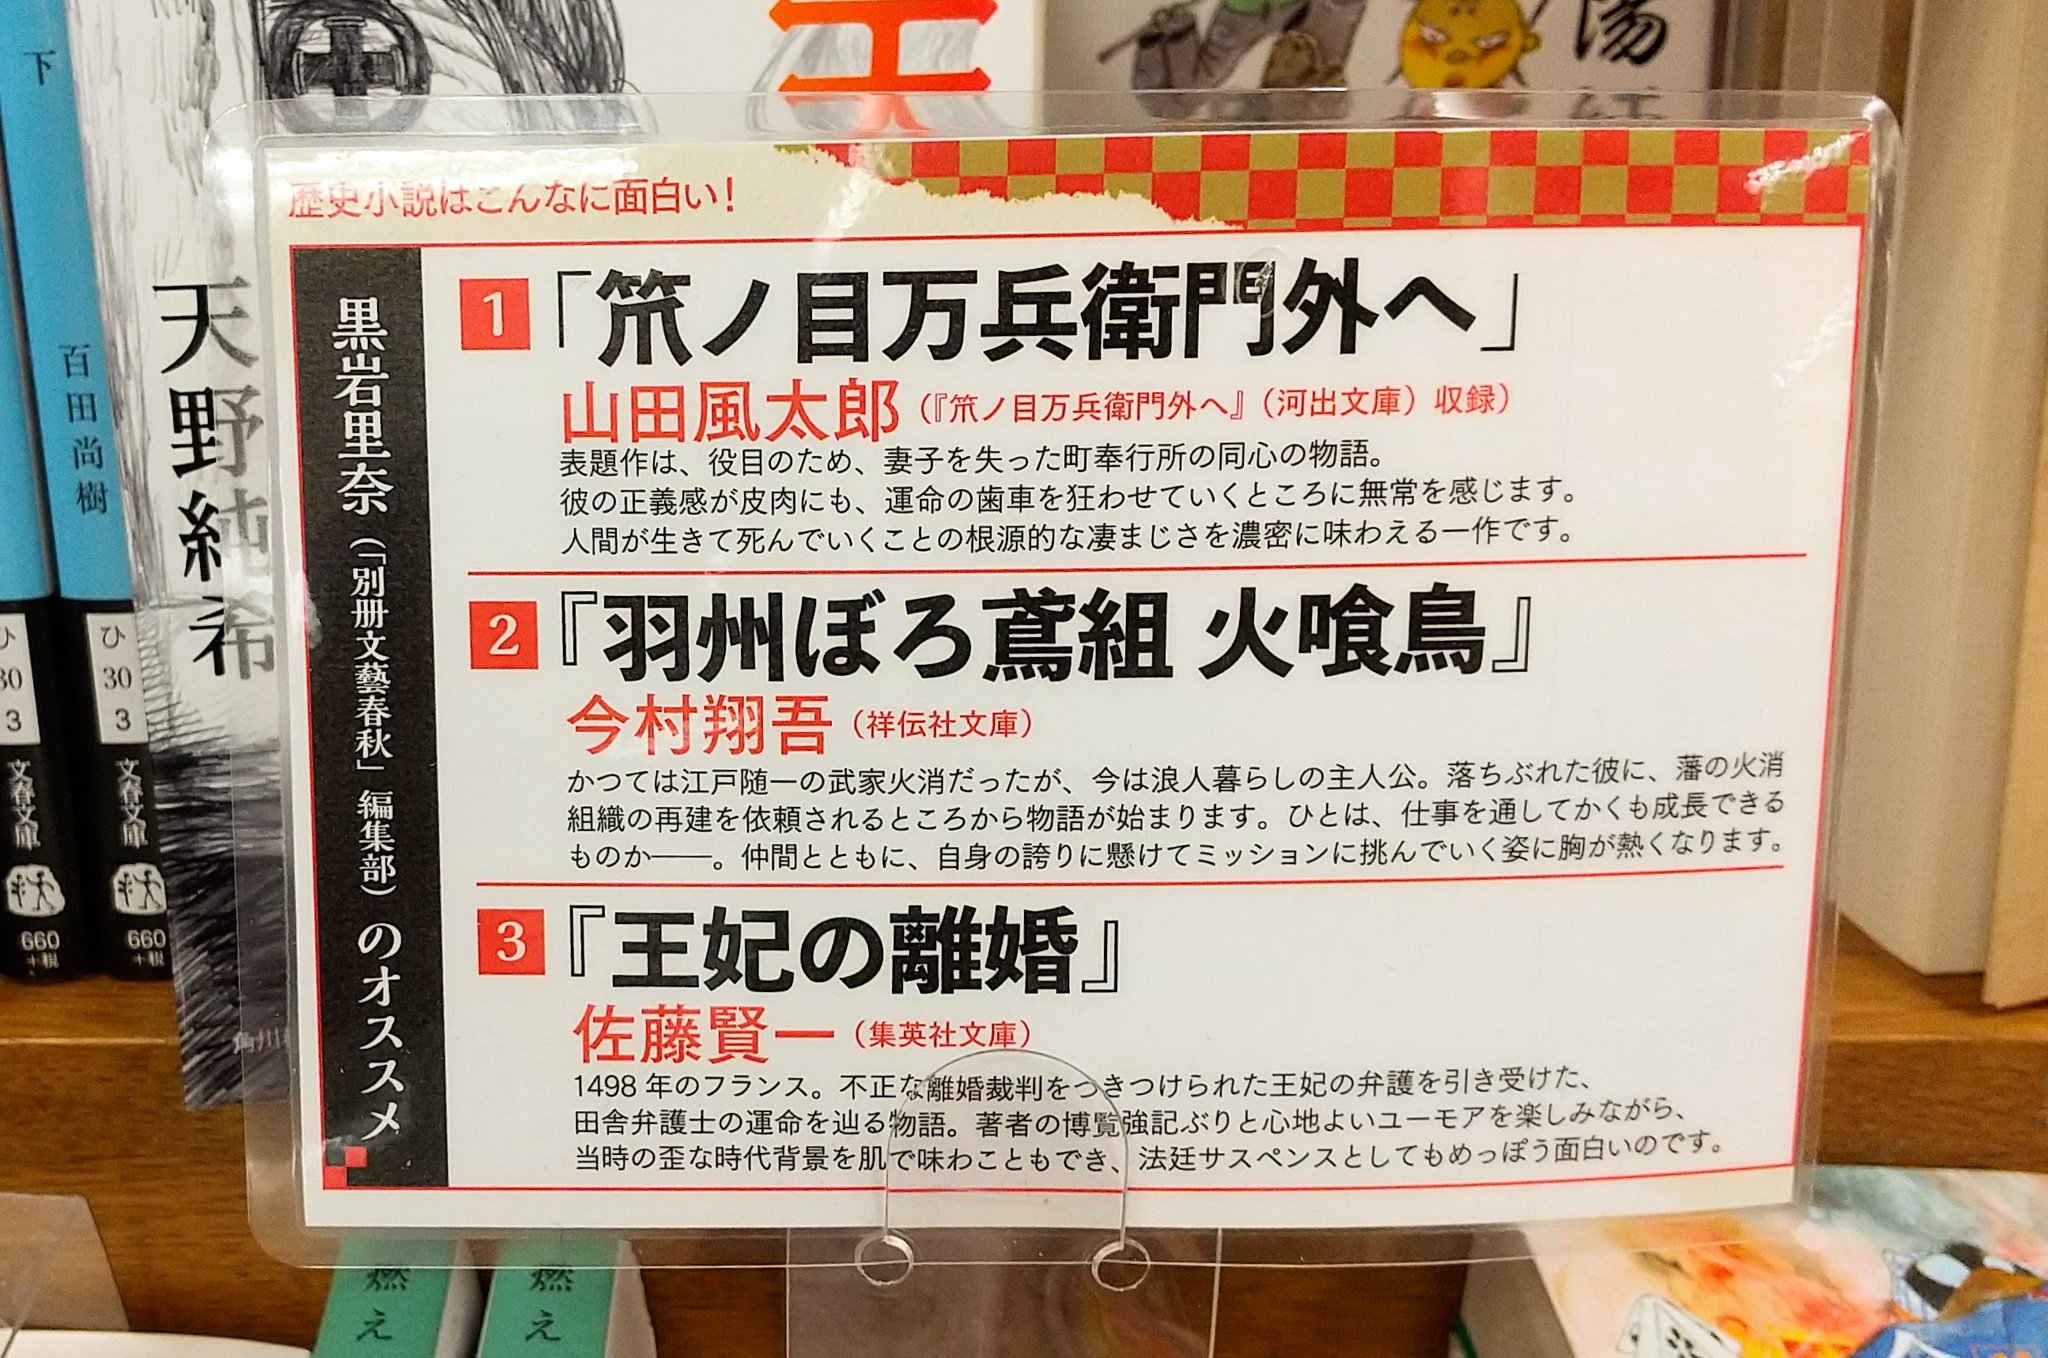 歴史小説はこんなに面白い!
黒岩里奈(「別册文藝春秋」編集部)のオススメ
1 「笊ノ目万兵衛門外へ」
山田風太郎(『笊ノ目万兵衛門外へ』(河出文庫)収録)
表題作は、役目のため、妻子を失った町奉行所の同心の物語。
彼の正義感が皮肉にも、運命の歯車を狂わせていくところに無常を感じます。
人間が生きて死んでいくことの根源的な凄まじさを濃密に味わえる一作です。
2 『羽州ぼろ鳶組 火喰鳥』
今村翔吾(祥伝社文庫)
かつては江戸随一の武家火消だったが、今は浪人暮らしの主人公。落ちぶれた彼に、藩の火消
組織の再建を依頼されるところから物語が始まります。ひとは、仕事を通してかくも成長できる
ものか――。仲間とともに、自身の誇りに懸けてミッションに挑んでいく姿に胸が熱くなります。
3 『王妃の離婚』
佐藤賢一(集英社文庫)
1498年のフランス。不正な離婚裁判をつきつけられた王妃の弁護を引き受けた、
田舎弁護士の運命を辿る物語。著者の博覧強記ぶりと心地よいユーモアを楽しみながら、
当時の歪な時代背景を肌で味わこともでき、法廷サスペンスとしてもめっぽう面白いのです。
下
ひ
30
3
文春文庫
660
+税
百田尚樹
ひ
30
3
文春文庫
660
+税
天野純希
角川
陽
燃え
燃え